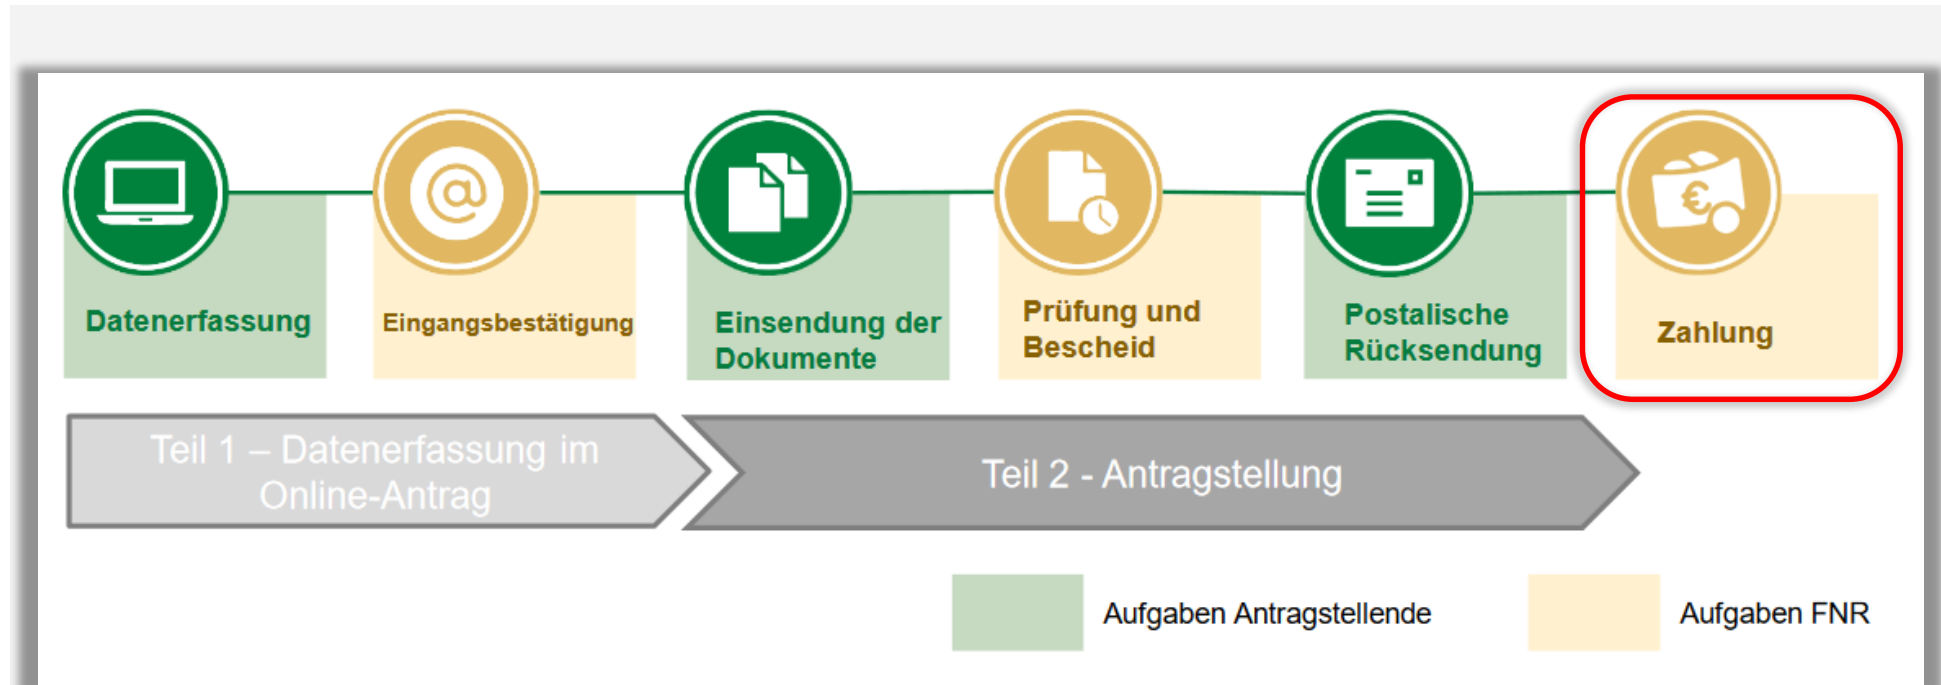 Datenerfassung
Eingangsbestätigung
Einsendung der
Dokumente
Prüfung und
Bescheid
Postalische
Rücksendung
Zahlung
Teil 1 – Datenerfassung im
Online-Antrag
Teil 2 - Antragstellung
Aufgaben Antragstellende
Aufgaben FNR